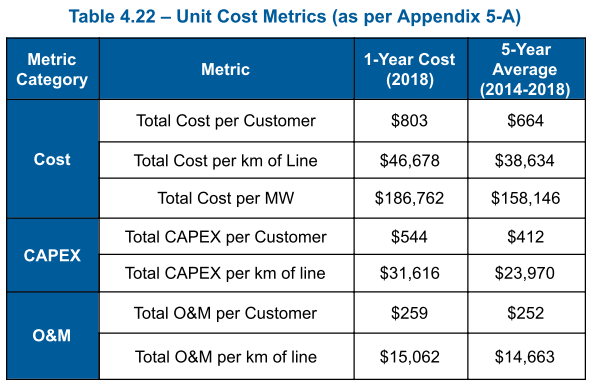 Table 4.22 – Unit Cost Metrics (as per Appendix 5-A)
Metric Category Metric 1-Year Cost (2018) 5-Year Average (2014-2018)
Cost Total Cost per Customer $803 $664
Total Cost per km of Line $46,678 $38,634
Total Cost per MW $186,762 $158,146
CAPEX Total CAPEX per Customer $544 $412
Total CAPEX per km of line $31,616 $23,970
O&M Total O&M per Customer $259 $252
Total O&M per km of line $15,062 $14,663